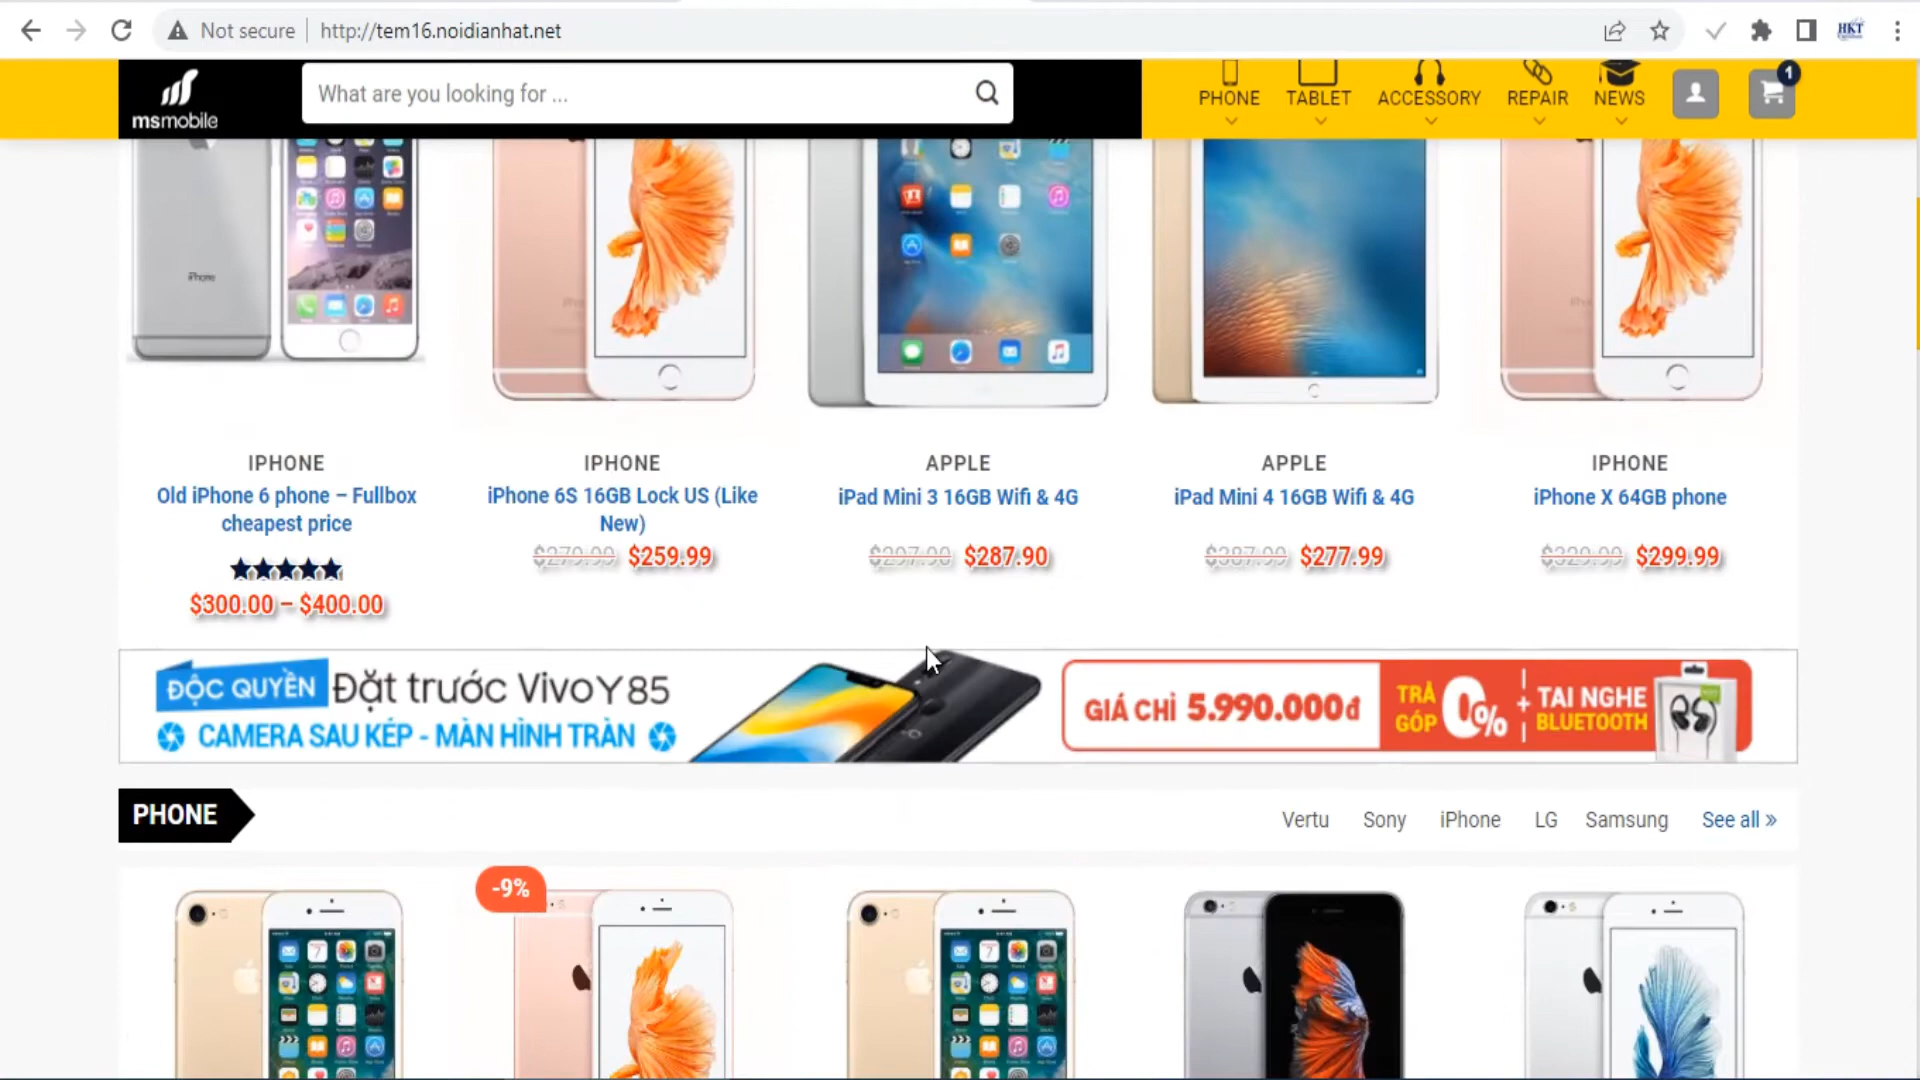 Not secure
http://tem16.noidianhat.net
HKT
msmobile
What are you looking for ...
PHONE
TABLET
ACCESSORY
REPAIR
NEWS
1
iPhone
IPHONE
Old iPhone 6 phone – Fullbox
cheapest price
$300.00 – $400.00
IPHONE
iPhone 6S 16GB Lock US (Like
New)
$279.99 $259.99
APPLE
iPad Mini 3 16GB Wifi & 4G
$297.90 $287.90
APPLE
iPad Mini 4 16GB Wifi & 4G
$387.99 $277.99
IPHONE
iPhone X 64GB phone
$329.99 $299.99
ĐỘC QUYỀN Đặt trước Vivo Y85
CAMERA SAU KÉP - MÀN HÌNH TRÀN
GIÁ CHỈ 5.990.000đ
TRẢ
GÓP
0%
+
TAI NGHE
BLUETOOTH
PHONE
Vertu
Sony
iPhone
LG
Samsung
See all »
-9%